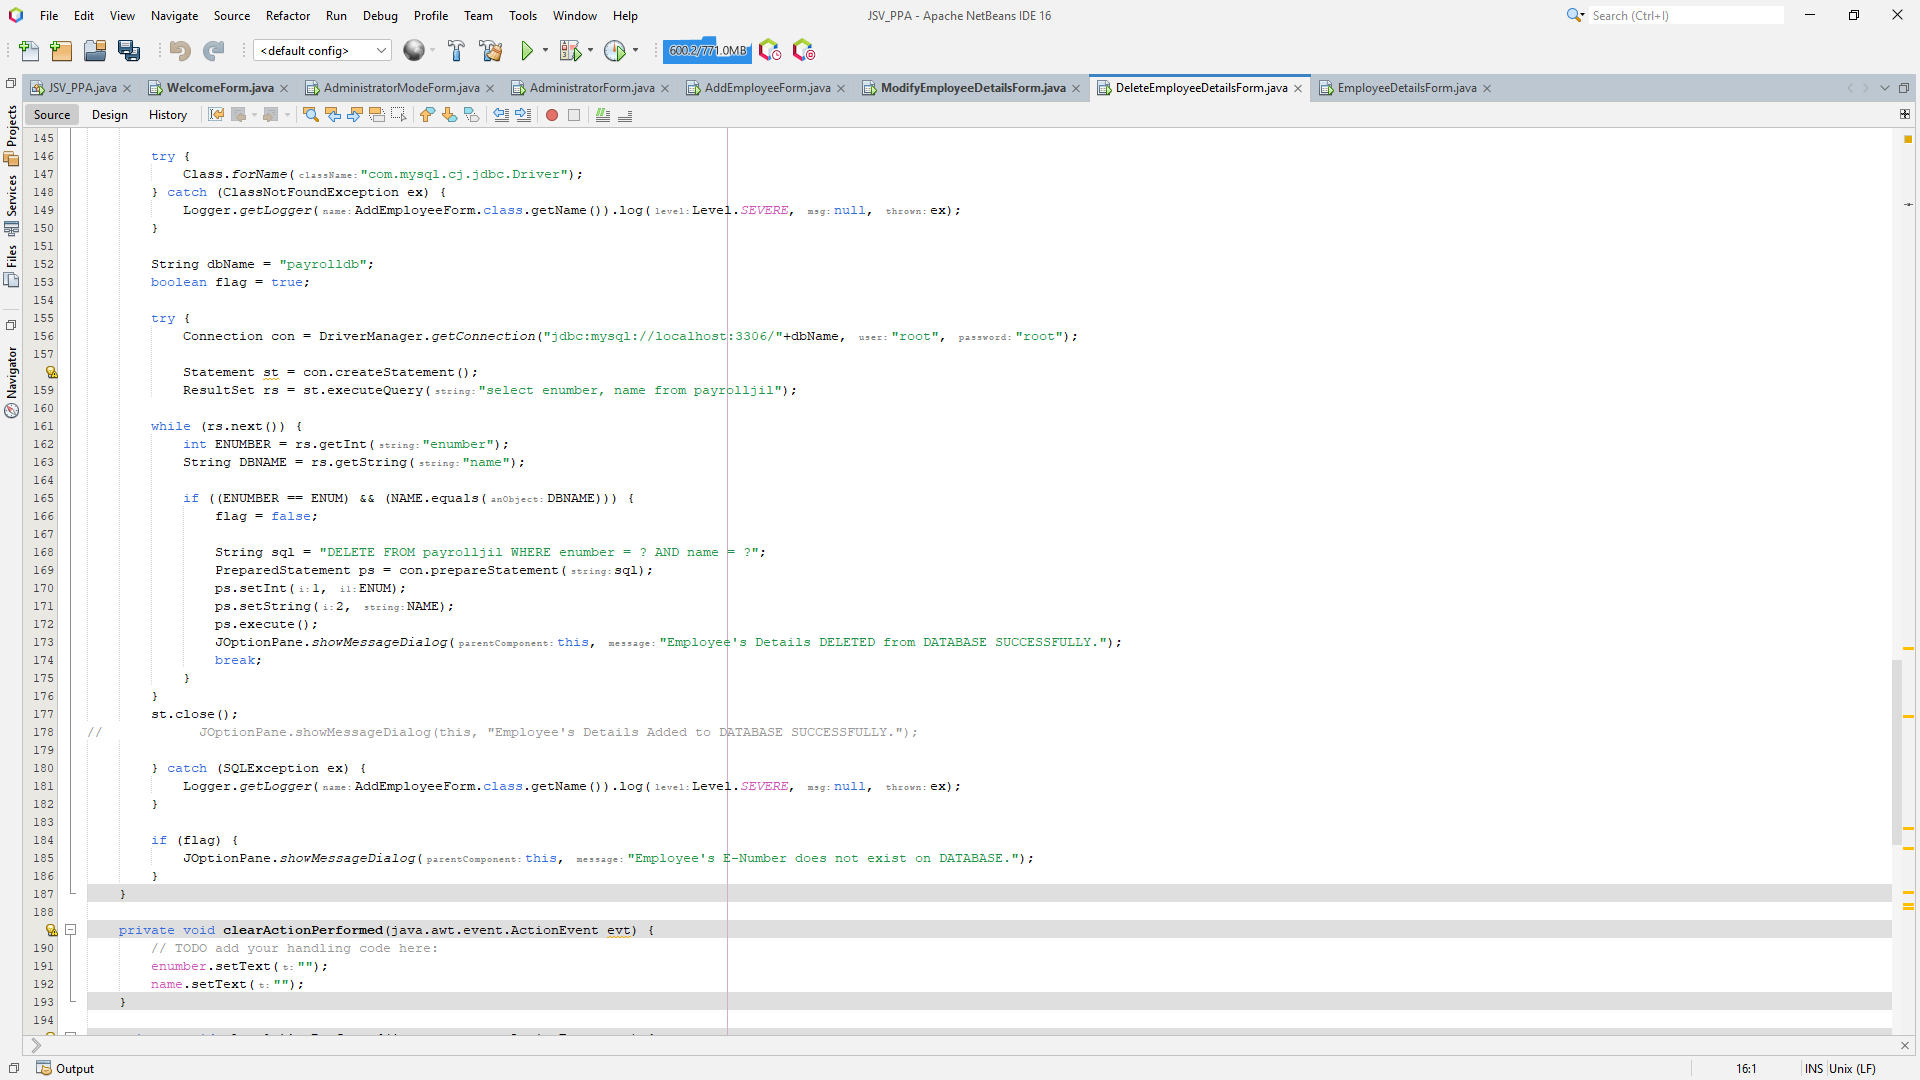 File Edit View Navigate Source Refactor Run Debug Profile Team Tools Window Help
JSV_PPA - Apache NetBeans IDE 16
Search (Ctrl+I)
<default config>
600.2/771.0MB
JSV_PPA.java WelcomeForm.java AdministratorModeForm.java AdministratorForm.java AddEmployeeForm.java ModifyEmployeeDetailsForm.java DeleteEmployeeDetailsForm.java EmployeeDetailsForm.java
Source Design History
Projects
Services
Files
Navigator
145
146 try {
147 Class.forName( className: "com.mysql.cj.jdbc.Driver");
148 } catch (ClassNotFoundException ex) {
149 Logger.getLogger( name: AddEmployeeForm.class.getName()).log( level: Level.SEVERE, msg: null, thrown: ex);
150 }
151
152 String dbName = "payrolldb";
153 boolean flag = true;
154
155 try {
156 Connection con = DriverManager.getConnection("jdbc:mysql://localhost:3306/"+dbName, user: "root", password: "root");
157
Statement st = con.createStatement();
159 ResultSet rs = st.executeQuery( string: "select enumber, name from payrolljil");
160
161 while (rs.next()) {
162 int ENUMBER = rs.getInt( string: "enumber");
163 String DBNAME = rs.getString( string: "name");
164
165 if ((ENUMBER == ENUM) && (NAME.equals( anObject: DBNAME))) {
166 flag = false;
167
168 String sql = "DELETE FROM payrolljil WHERE enumber = ? AND name = ?";
169 PreparedStatement ps = con.prepareStatement( string: sql);
170 ps.setInt( i: 1, i1: ENUM);
171 ps.setString( i: 2, string: NAME);
172 ps.execute();
173 JOptionPane.showMessageDialog( parentComponent: this, message: "Employee's Details DELETED from DATABASE SUCCESSFULLY.");
174 break;
175 }
176 }
177 st.close();
178 // JOptionPane.showMessageDialog(this, "Employee's Details Added to DATABASE SUCCESSFULLY.");
179
180 } catch (SQLException ex) {
181 Logger.getLogger( name: AddEmployeeForm.class.getName()).log( level: Level.SEVERE, msg: null, thrown: ex);
182 }
183
184 if (flag) {
185 JOptionPane.showMessageDialog( parentComponent: this, message: "Employee's E-Number does not exist on DATABASE.");
186 }
187 }
188
private void clearActionPerformed(java.awt.event.ActionEvent evt) {
190 // TODO add your handling code here:
191 enumber.setText( t: "");
192 name.setText( t: "");
193 }
194
Output
16:1 INS Unix (LF)